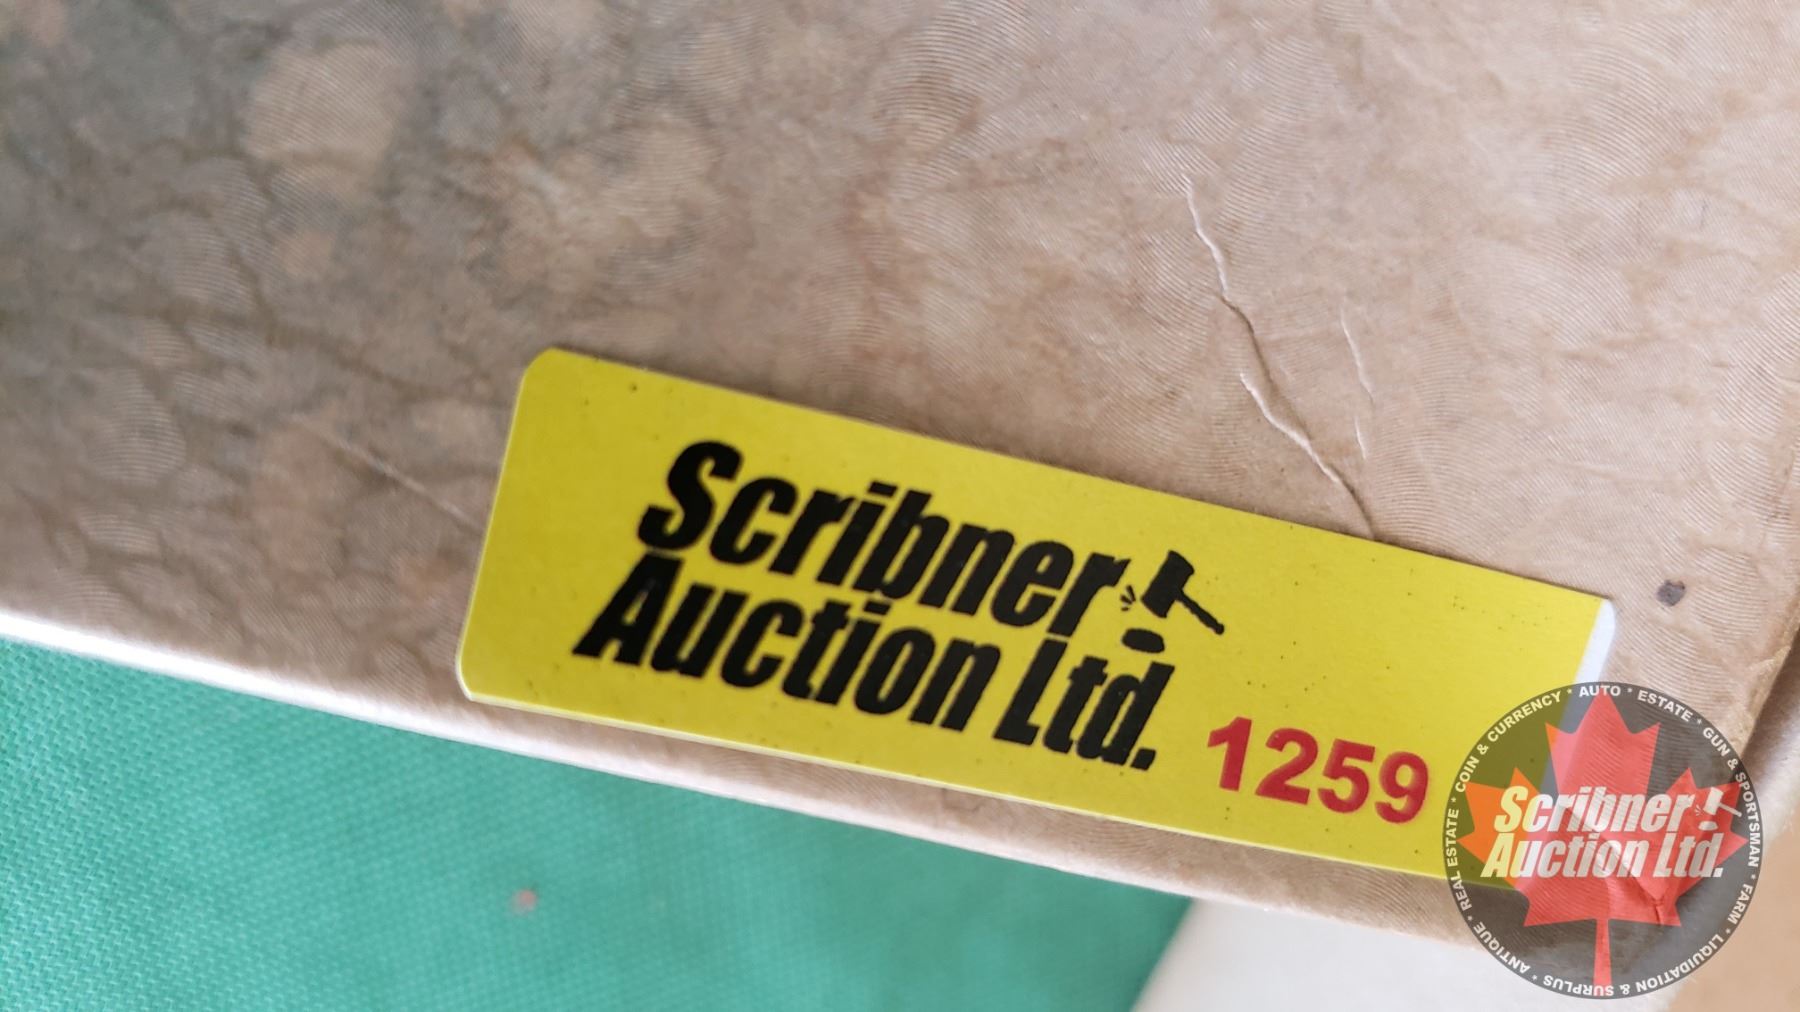 Scribner
Auction Ltd.
1259
COIN & CURRENCY * AUTO * ESTATE * GUN & SPORTSMAN * FARM * LIQUIDATION & SURPLUS * ANTIQUE * REAL ESTATE *
Scribner
Auction Ltd.